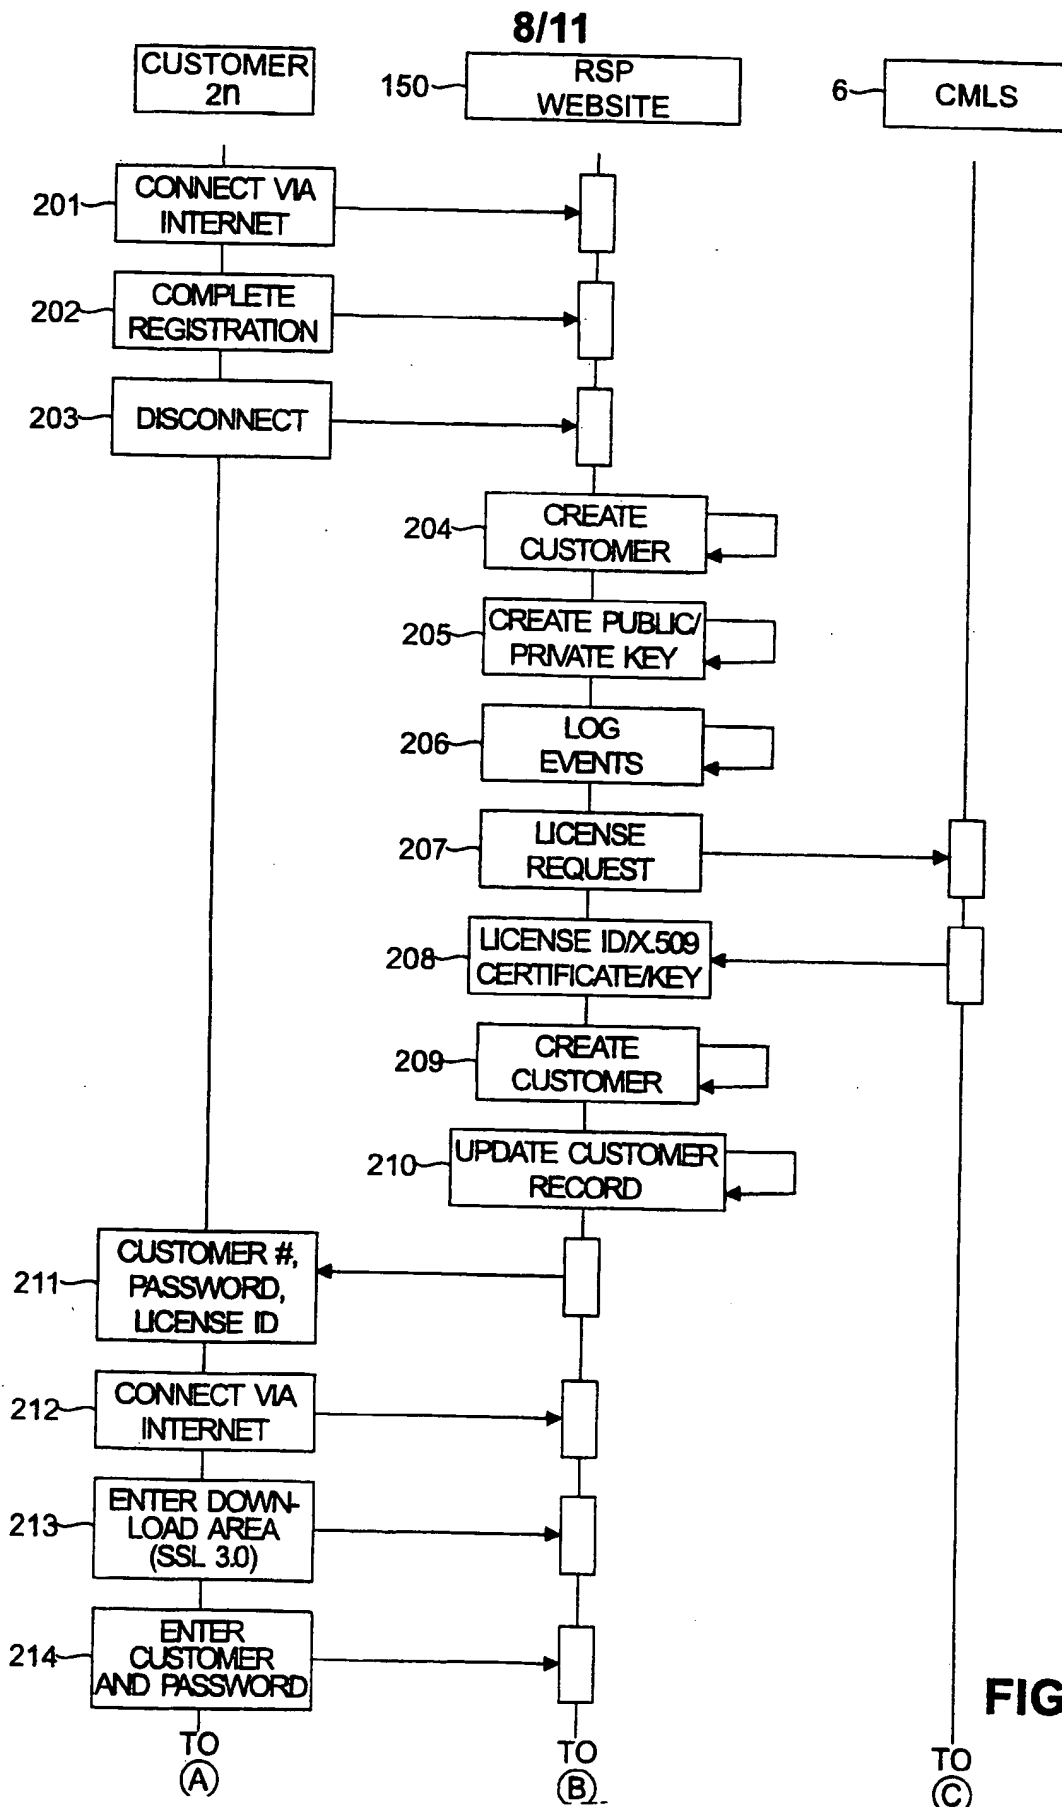 8/11
CUSTOMER
2n
150
RSP
WEBSITE
6
CMLS
201
CONNECT VIA
INTERNET
202
COMPLETE
REGISTRATION
203
DISCONNECT
204
CREATE
CUSTOMER
205
CREATE PUBLIC/
PRIVATE KEY
206
LOG
EVENTS
207
LICENSE
REQUEST
208
LICENSE ID/X.509
CERTIFICATE/KEY
209
CREATE
CUSTOMER
210
UPDATE CUSTOMER
RECORD
211
CUSTOMER #,
PASSWORD,
LICENSE ID
212
CONNECT VIA
INTERNET
213
ENTER DOWN-
LOAD AREA
(SSL 3.0)
214
ENTER
CUSTOMER
AND PASSWORD
FIG
TO
A
TO
B
TO
C